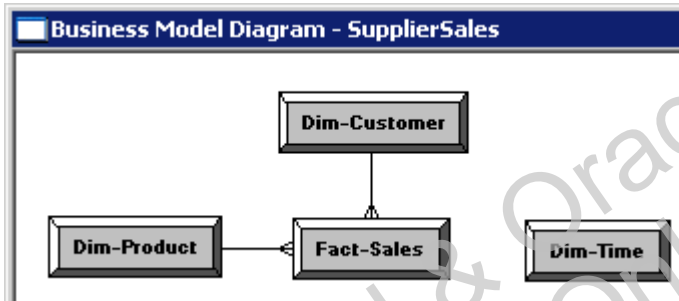 Business Model Diagram - SupplierSales
Dim-Customer
Dim-Product
Fact-Sales
Dim-Time
&